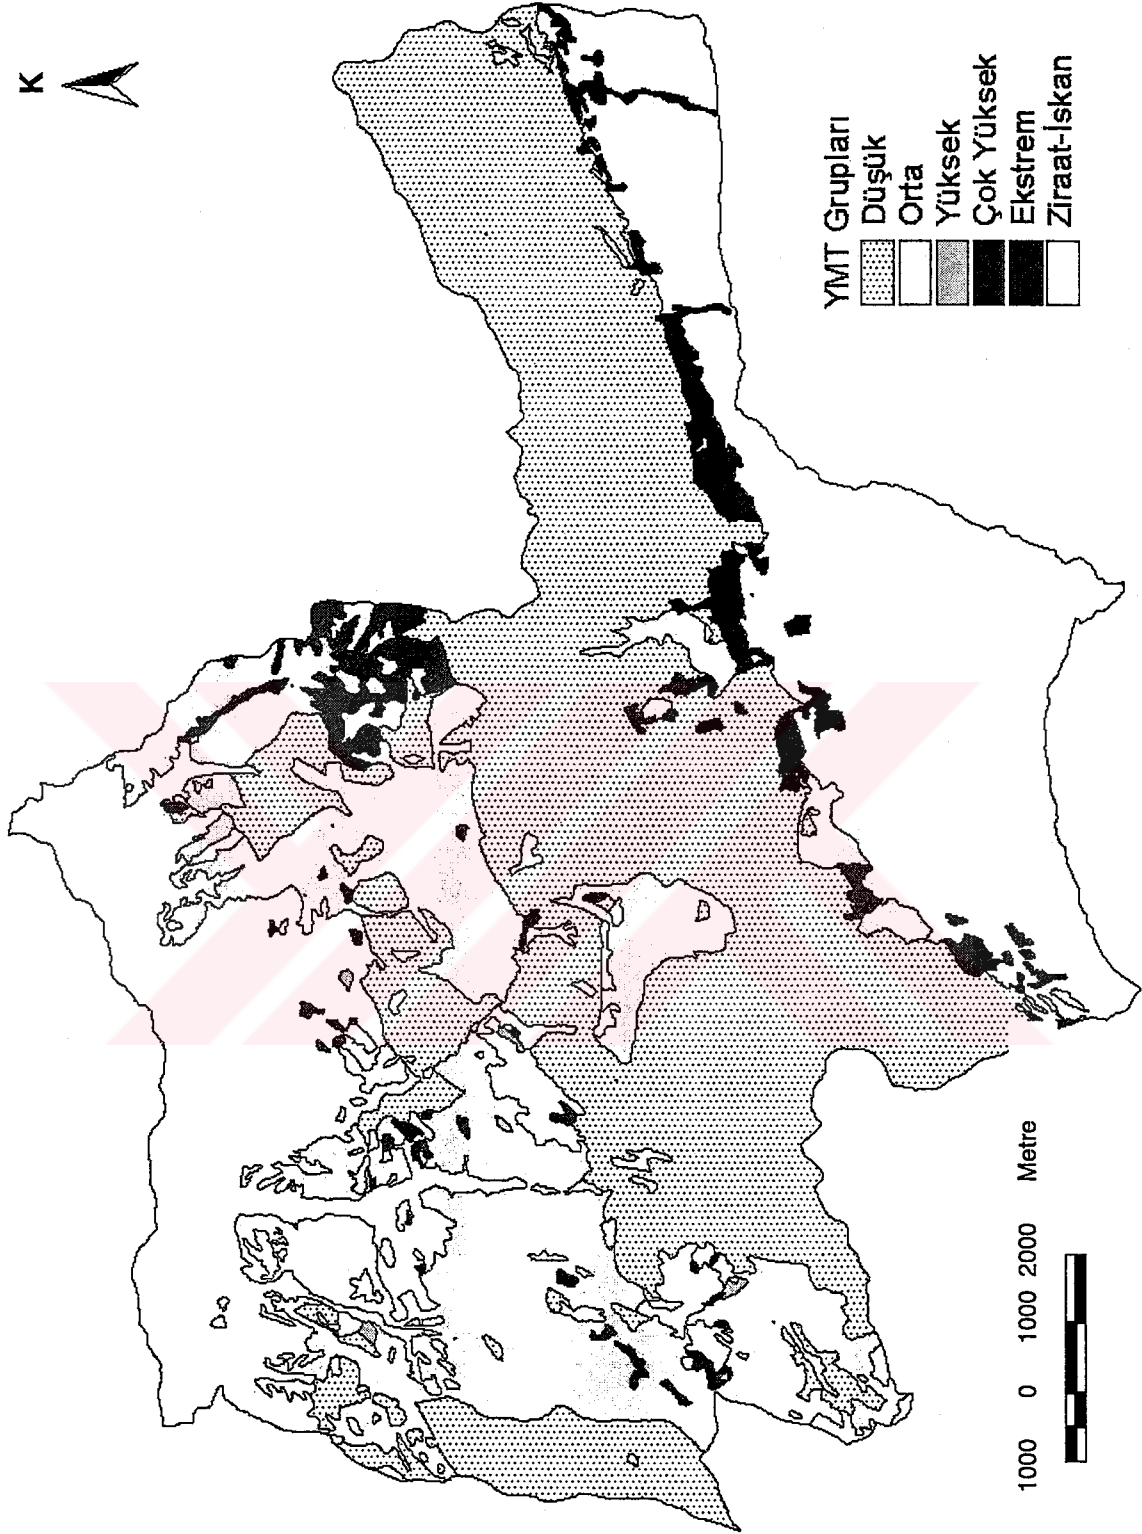 K
YMT Grupları
Düşük
Orta
Yüksek
Çok Yüksek
Ekstrem
Ziraat-İskan
1000 0 1000 2000 Metre